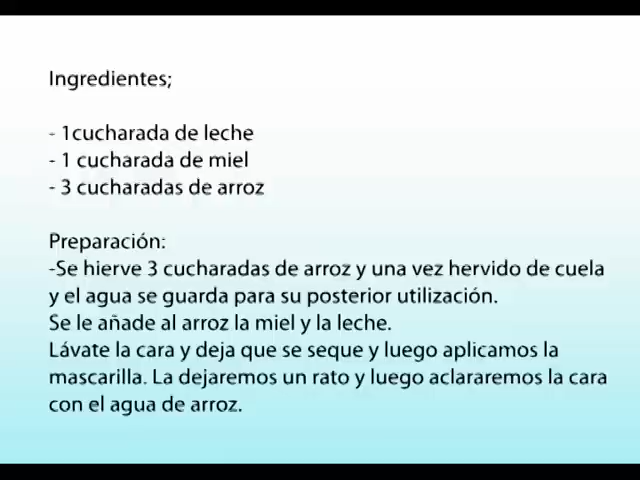 Ingredientes;
- 1cucharada de leche
- 1 cucharada de miel
- 3 cucharadas de arroz
Preparación:
-Se hierve 3 cucharadas de arroz y una vez hervido de cuela
y el agua se guarda para su posterior utilización.
Se le añade al arroz la miel y la leche.
Lávate la cara y deja que se seque y luego aplicamos la
mascarilla. La dejaremos un rato y luego aclararemos la cara
con el agua de arroz.